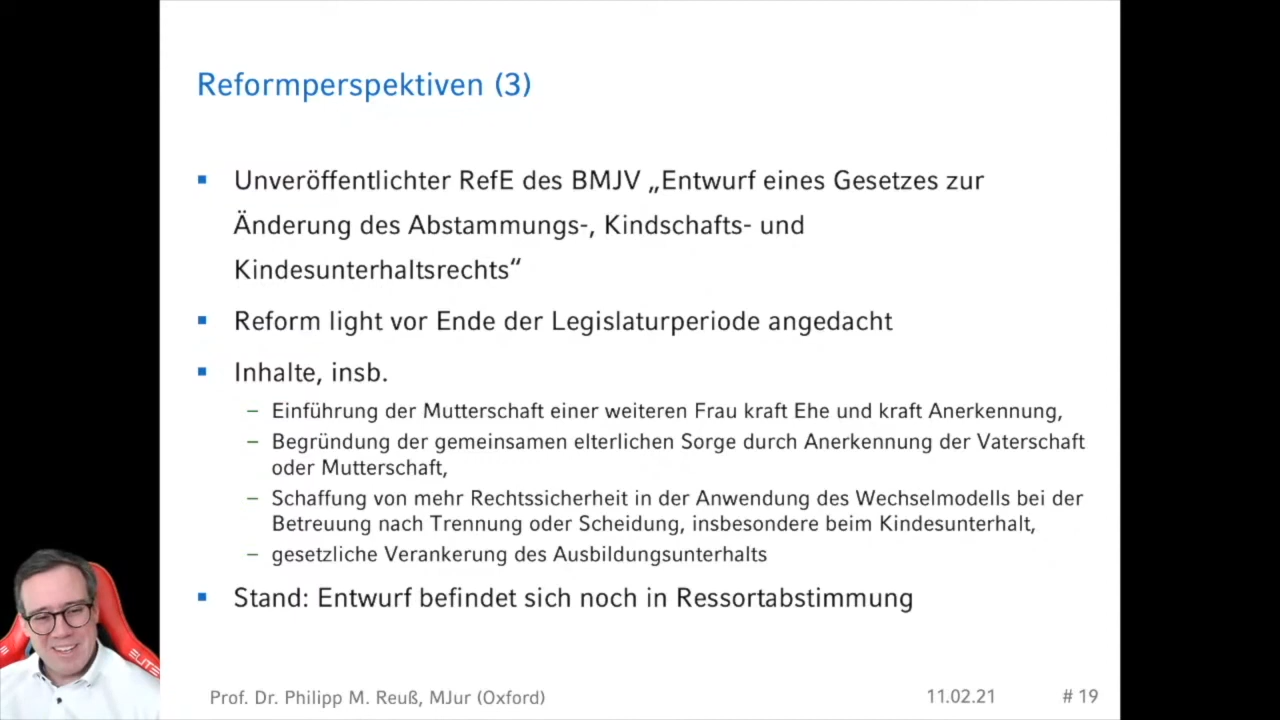 Reformperspektiven (3)
Unveröffentlichter RefE des BMJV „Entwurf eines Gesetzes zur
Änderung des Abstammungs-, Kindschafts- und
Kindesunterhaltsrechts“
Reform light vor Ende der Legislaturperiode angedacht
Inhalte, insb.
– Einführung der Mutterschaft einer weiteren Frau kraft Ehe und kraft Anerkennung,
– Begründung der gemeinsamen elterlichen Sorge durch Anerkennung der Vaterschaft
oder Mutterschaft,
– Schaffung von mehr Rechtssicherheit in der Anwendung des Wechselmodells bei der
Betreuung nach Trennung oder Scheidung, insbesondere beim Kindesunterhalt,
– gesetzliche Verankerung des Ausbildungsunterhalts
Stand: Entwurf befindet sich noch in Ressortabstimmung
Prof. Dr. Philipp M. Reuß, MJur (Oxford) 11.02.21 # 19